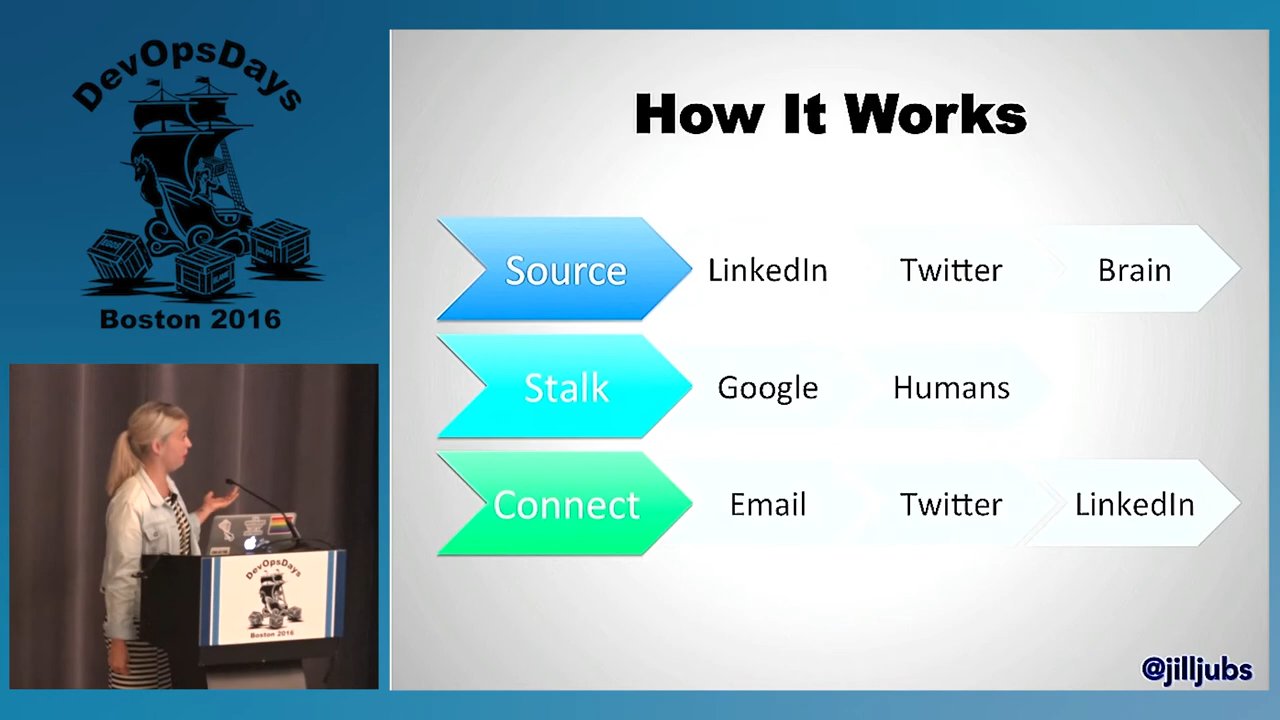 DevOpsDays
Boston 2016
How It Works
Source LinkedIn Twitter Brain
Stalk Google Humans
Connect Email Twitter LinkedIn
DevOpsDays
Boston 2016
@jilljubs